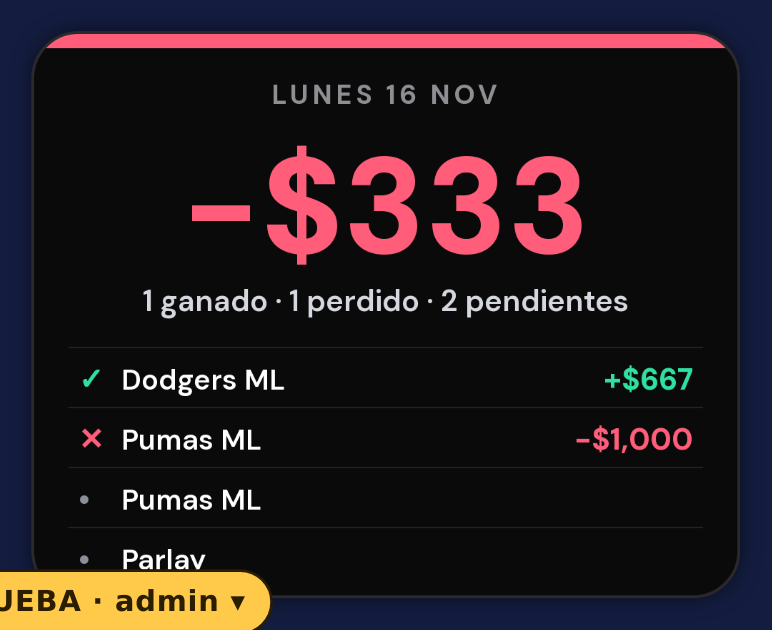 LUNES 16 NOV
−$333
1 ganado · 1 perdido · 2 pendientes
✓ Dodgers ML +$667
✕ Pumas ML −$1,000
• Pumas ML
• Parlay
UEBA · admin ▾